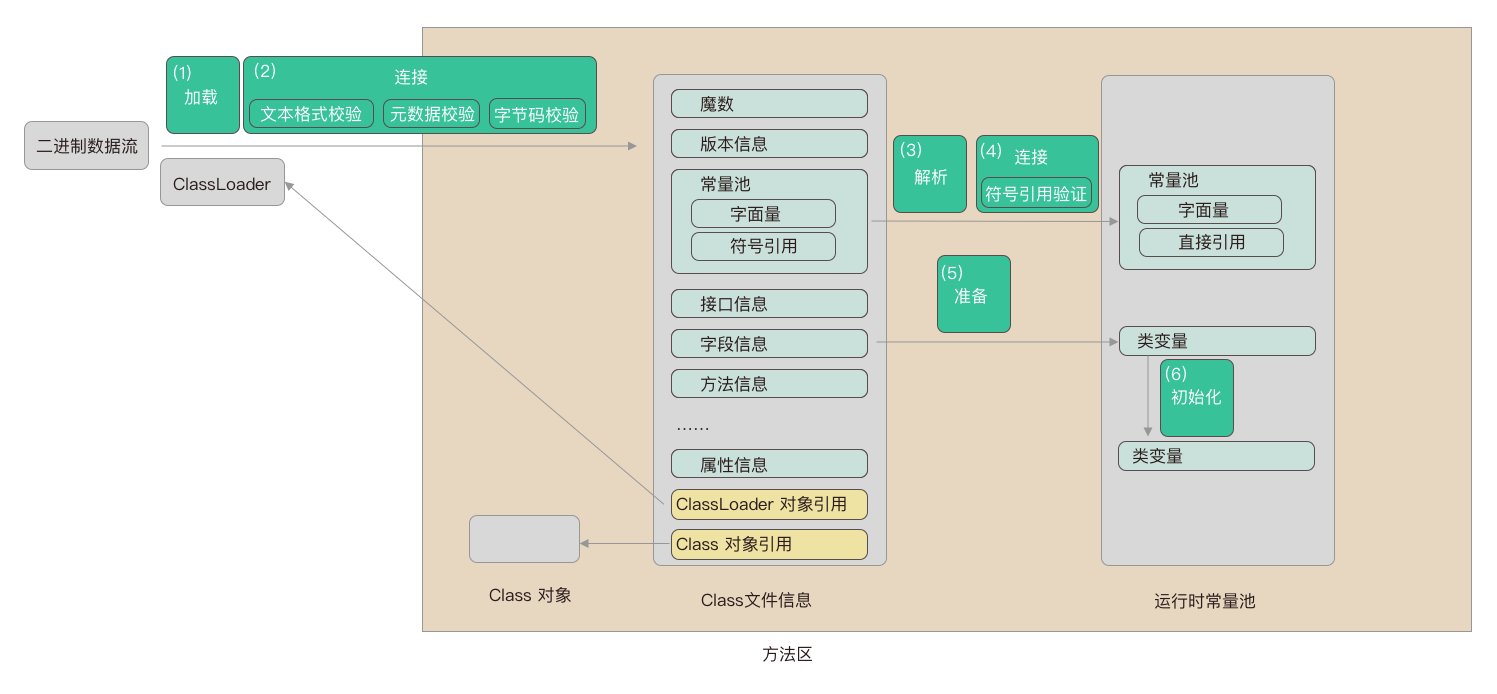 (1)
加载
(2)
连接
文本格式校验
元数据校验
字节码校验
二进制数据流
ClassLoader
魔数
版本信息
常量池
字面量
符号引用
接口信息
字段信息
方法信息
......
属性信息
ClassLoader 对象引用
Class 对象引用
Class 对象
Class文件信息
(3)
解析
(4)
连接
符号引用验证
(5)
准备
常量池
字面量
直接引用
类变量
(6)
初始化
类变量
运行时常量池
方法区